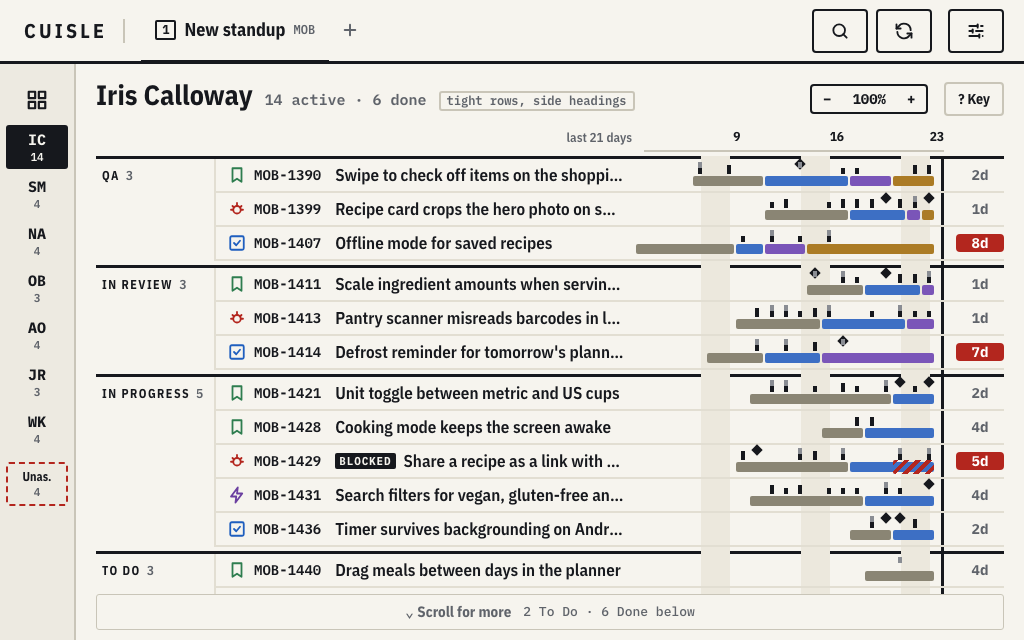 CUISLE
1 New standup MOB +
IC
14
SM
4
NA
4
OB
3
AO
4
JR
3
WK
4
Unas.
4
Iris Calloway 14 active · 6 done tight rows, side headings
− 100% +
? Key
last 21 days 9 16 23
QA 3
MOB-1390 Swipe to check off items on the shoppi... 2d
MOB-1399 Recipe card crops the hero photo on s... 1d
MOB-1407 Offline mode for saved recipes 8d
IN REVIEW 3
MOB-1411 Scale ingredient amounts when servin... 1d
MOB-1413 Pantry scanner misreads barcodes in l... 1d
MOB-1414 Defrost reminder for tomorrow's plann... 7d
IN PROGRESS 5
MOB-1421 Unit toggle between metric and US cups 2d
MOB-1428 Cooking mode keeps the screen awake 4d
MOB-1429 BLOCKED Share a recipe as a link with ... 5d
MOB-1431 Search filters for vegan, gluten-free an... 4d
MOB-1436 Timer survives backgrounding on Andr... 2d
TO DO 3
MOB-1440 Drag meals between days in the planner 4d
Scroll for more 2 To Do · 6 Done below